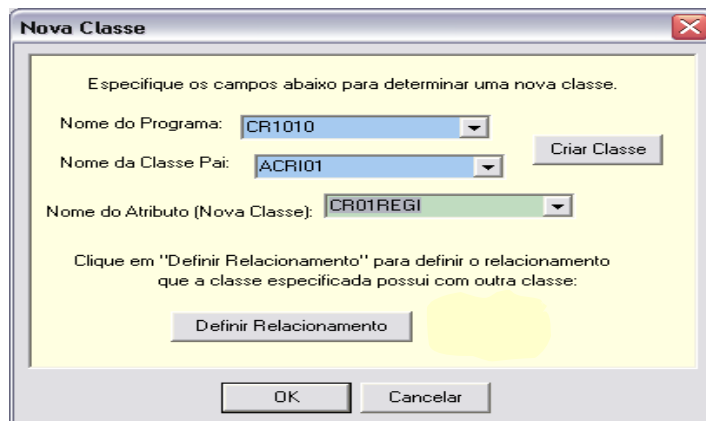 Nova Classe
Especifique os campos abaixo para determinar uma nova classe.
Nome do Programa: CR1010
Criar Classe
Nome da Classe Pai: ACRI01
Nome do Atributo (Nova Classe): CR01REGI
Clique em "Definir Relacionamento" para definir o relacionamento
que a classe especificada possui com outra classe:
Definir Relacionamento
OK Cancelar